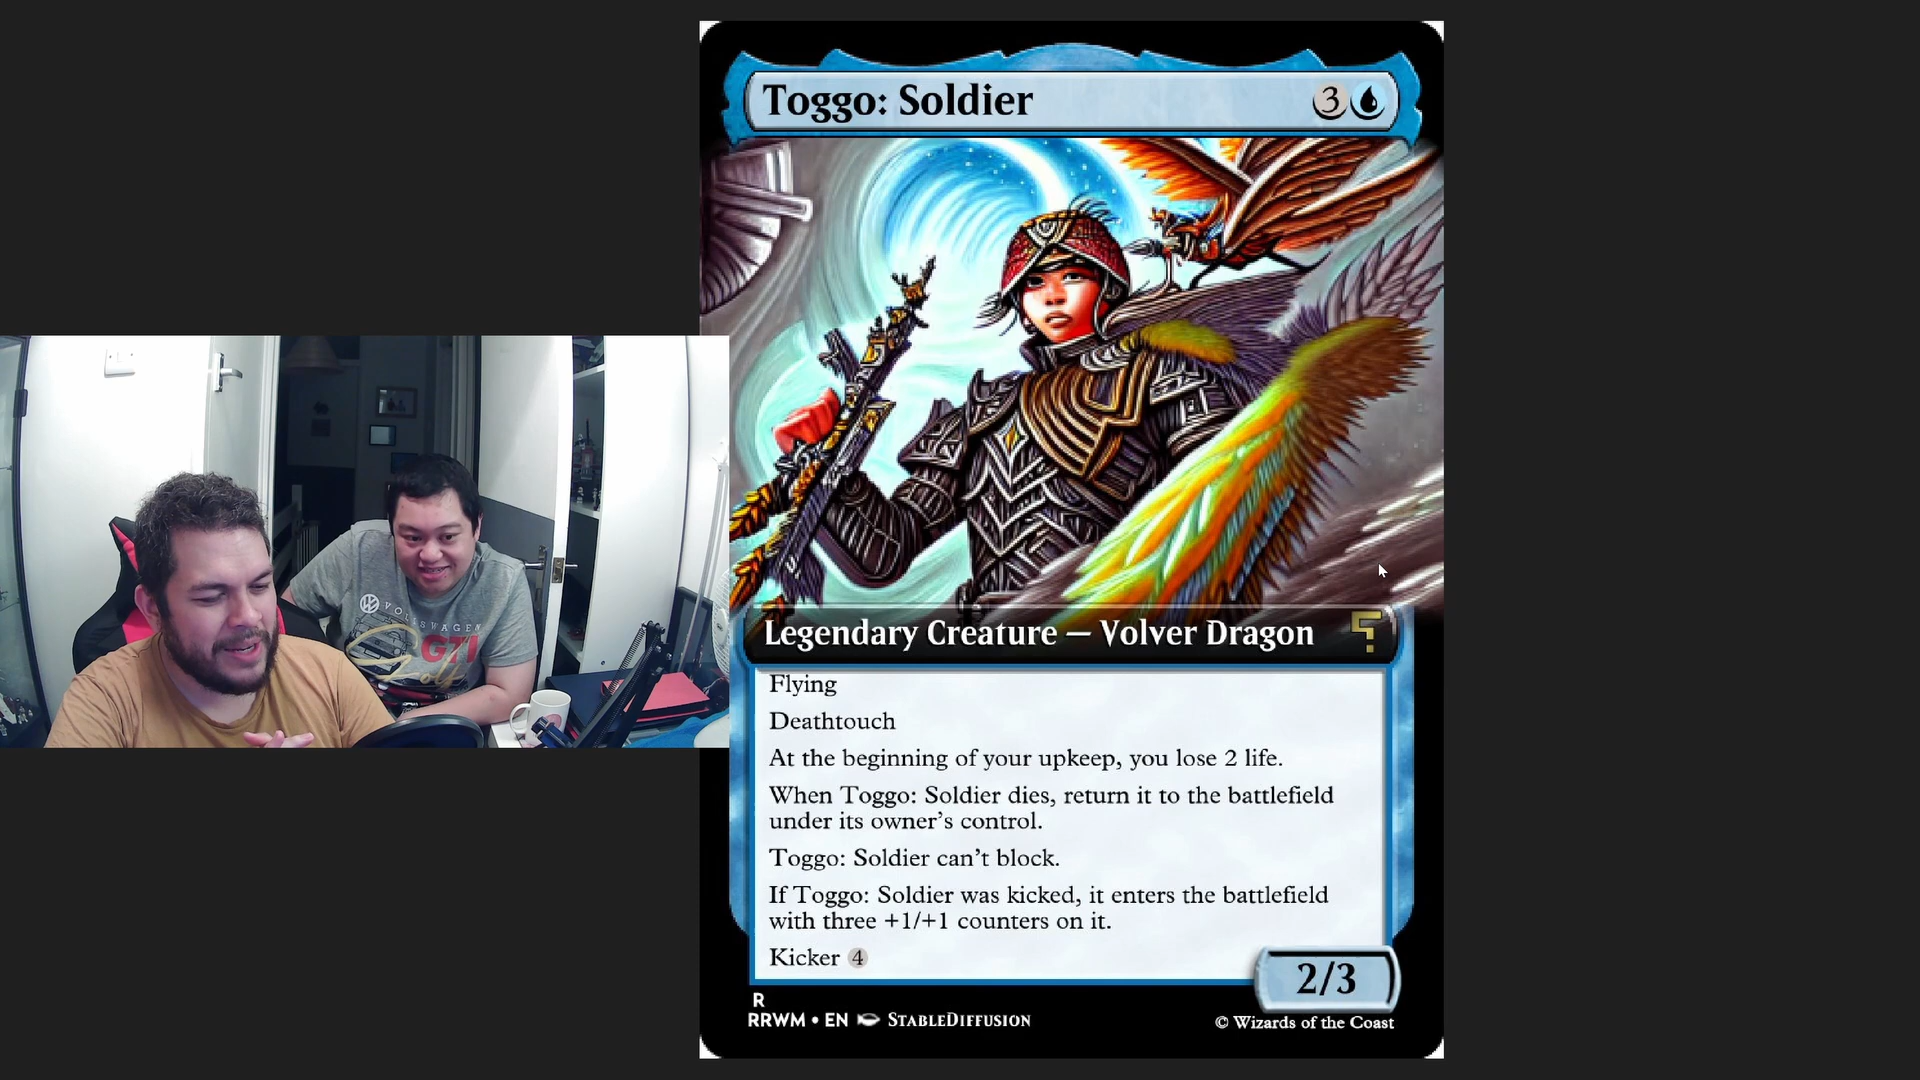 Toggo: Soldier 3
Legendary Creature — Volver Dragon
Flying
Deathtouch
At the beginning of your upkeep, you lose 2 life.
When Toggo: Soldier dies, return it to the battlefield
under its owner's control.
Toggo: Soldier can't block.
If Toggo: Soldier was kicked, it enters the battlefield
with three +1/+1 counters on it.
Kicker 4
2/3
R
RRWM • EN STABLEDIFFUSION
© Wizards of the Coast
VOLKSWAGEN
GTI
Golf